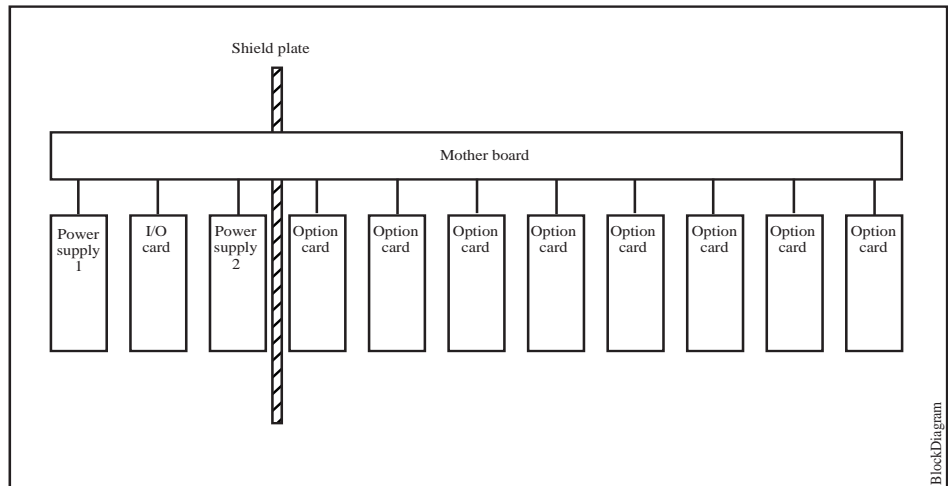 Shield plate
Mother board
Power
supply
1
I/O
card
Power
supply
2
Option
card
Option
card
Option
card
Option
card
Option
card
Option
card
Option
card
Option
card
BlockDiagram